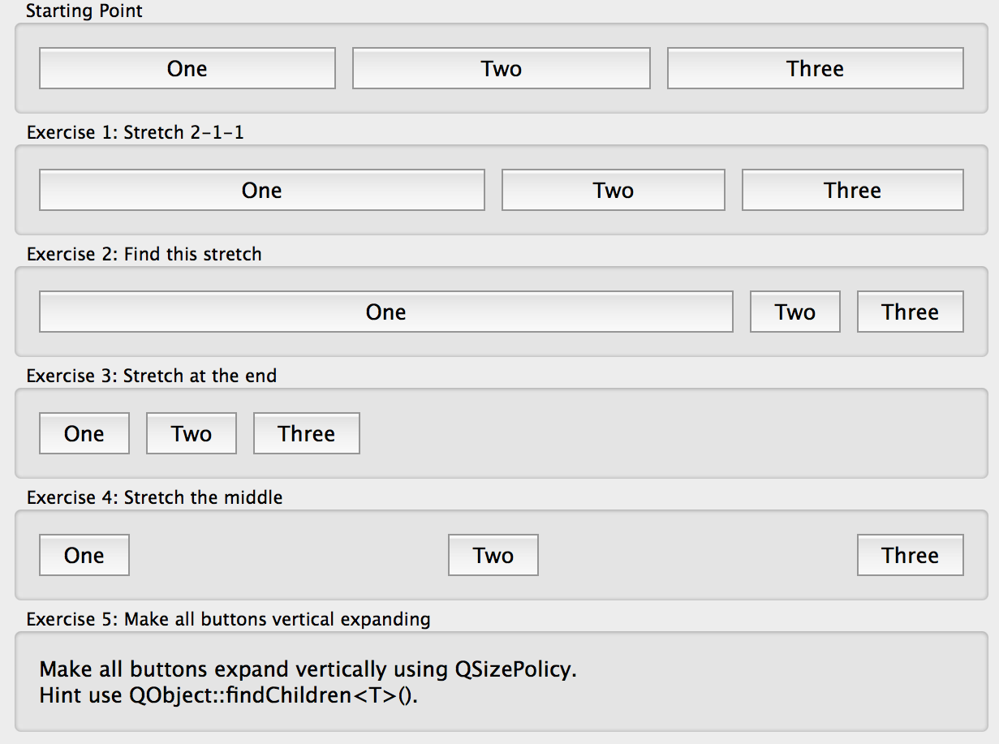 Starting Point
One Two Three
Exercise 1: Stretch 2-1-1
One Two Three
Exercise 2: Find this stretch
One Two Three
Exercise 3: Stretch at the end
One Two Three
Exercise 4: Stretch the middle
One Two Three
Exercise 5: Make all buttons vertical expanding
Make all buttons expand vertically using QSizePolicy.
Hint use QObject::findChildren<T>().